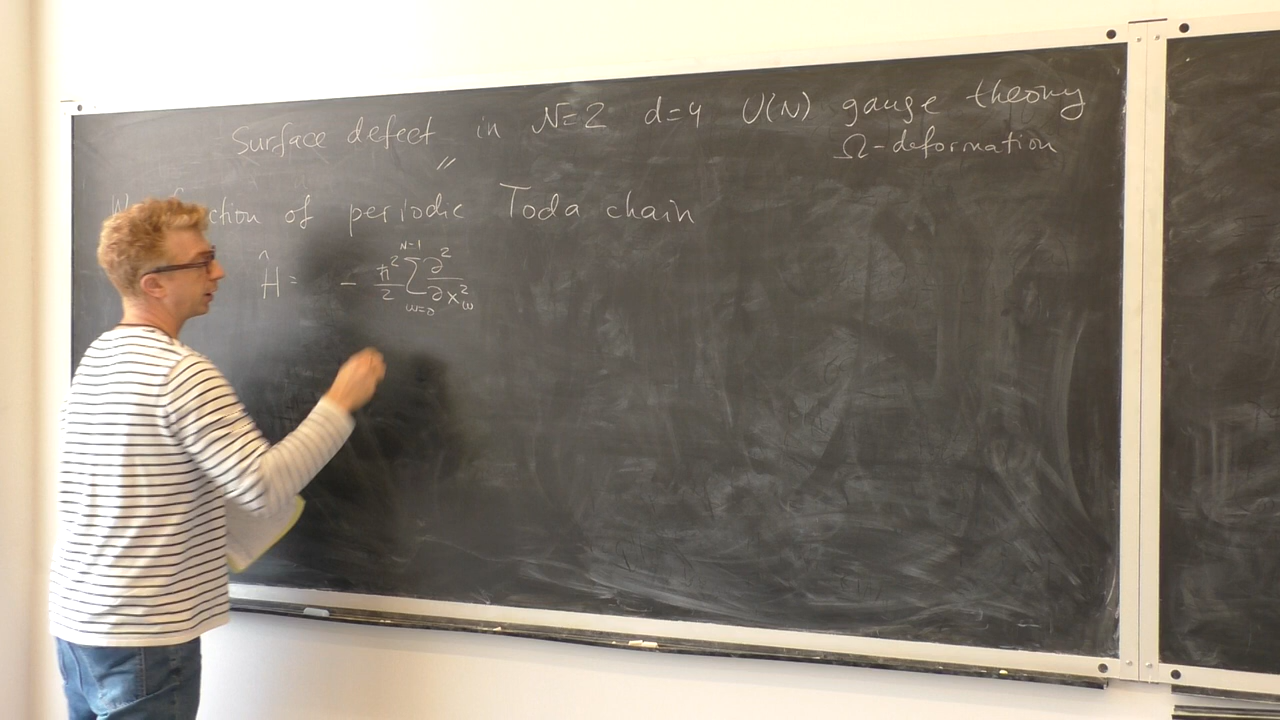 Surface defect in N=2 d=4 U(N) gauge theory
Ω-deformation
〃
of periodic Toda chain
Ĥ = - ħ²/2 ∑_{ω=0}^{N-1} ∂²/∂x_ω²